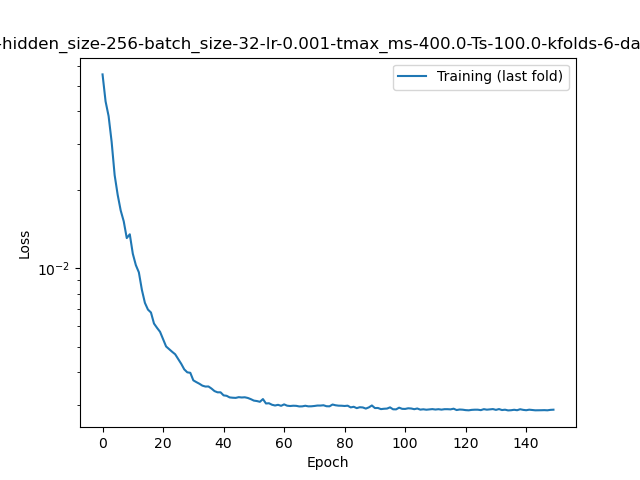 -hidden_size-256-batch_size-32-lr-0.001-tmax_ms-400.0-Ts-100.0-kfolds-6-da
Training (last fold)
Loss
10⁻²
0 20 40 60 80 100 120 140
Epoch